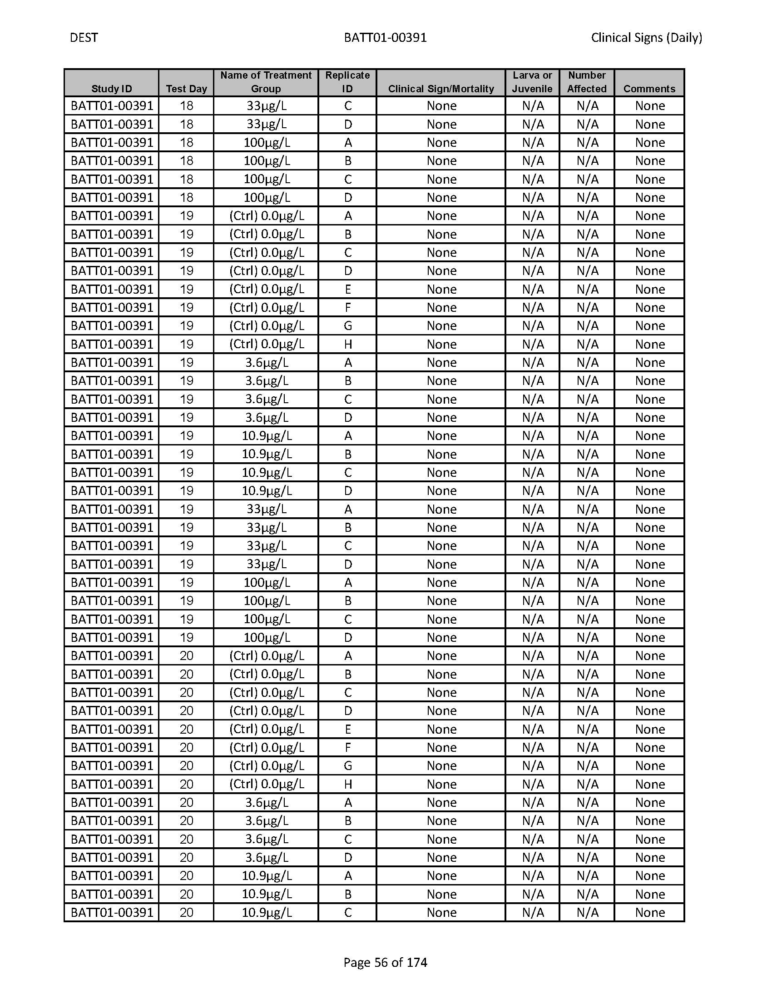 DEST BATT01-00391 Clinical Signs (Daily)
Study ID Test Day Name of Treatment Group Replicate ID Clinical Sign/Mortality Larva or Juvenile Number Affected Comments
BATT01-00391 18 33µg/L C None N/A N/A None
BATT01-00391 18 33µg/L D None N/A N/A None
BATT01-00391 18 100µg/L A None N/A N/A None
BATT01-00391 18 100µg/L B None N/A N/A None
BATT01-00391 18 100µg/L C None N/A N/A None
BATT01-00391 18 100µg/L D None N/A N/A None
BATT01-00391 19 (Ctrl) 0.0µg/L A None N/A N/A None
BATT01-00391 19 (Ctrl) 0.0µg/L B None N/A N/A None
BATT01-00391 19 (Ctrl) 0.0µg/L C None N/A N/A None
BATT01-00391 19 (Ctrl) 0.0µg/L D None N/A N/A None
BATT01-00391 19 (Ctrl) 0.0µg/L E None N/A N/A None
BATT01-00391 19 (Ctrl) 0.0µg/L F None N/A N/A None
BATT01-00391 19 (Ctrl) 0.0µg/L G None N/A N/A None
BATT01-00391 19 (Ctrl) 0.0µg/L H None N/A N/A None
BATT01-00391 19 3.6µg/L A None N/A N/A None
BATT01-00391 19 3.6µg/L B None N/A N/A None
BATT01-00391 19 3.6µg/L C None N/A N/A None
BATT01-00391 19 3.6µg/L D None N/A N/A None
BATT01-00391 19 10.9µg/L A None N/A N/A None
BATT01-00391 19 10.9µg/L B None N/A N/A None
BATT01-00391 19 10.9µg/L C None N/A N/A None
BATT01-00391 19 10.9µg/L D None N/A N/A None
BATT01-00391 19 33µg/L A None N/A N/A None
BATT01-00391 19 33µg/L B None N/A N/A None
BATT01-00391 19 33µg/L C None N/A N/A None
BATT01-00391 19 33µg/L D None N/A N/A None
BATT01-00391 19 100µg/L A None N/A N/A None
BATT01-00391 19 100µg/L B None N/A N/A None
BATT01-00391 19 100µg/L C None N/A N/A None
BATT01-00391 19 100µg/L D None N/A N/A None
BATT01-00391 20 (Ctrl) 0.0µg/L A None N/A N/A None
BATT01-00391 20 (Ctrl) 0.0µg/L B None N/A N/A None
BATT01-00391 20 (Ctrl) 0.0µg/L C None N/A N/A None
BATT01-00391 20 (Ctrl) 0.0µg/L D None N/A N/A None
BATT01-00391 20 (Ctrl) 0.0µg/L E None N/A N/A None
BATT01-00391 20 (Ctrl) 0.0µg/L F None N/A N/A None
BATT01-00391 20 (Ctrl) 0.0µg/L G None N/A N/A None
BATT01-00391 20 (Ctrl) 0.0µg/L H None N/A N/A None
BATT01-00391 20 3.6µg/L A None N/A N/A None
BATT01-00391 20 3.6µg/L B None N/A N/A None
BATT01-00391 20 3.6µg/L C None N/A N/A None
BATT01-00391 20 3.6µg/L D None N/A N/A None
BATT01-00391 20 10.9µg/L A None N/A N/A None
BATT01-00391 20 10.9µg/L B None N/A N/A None
BATT01-00391 20 10.9µg/L C None N/A N/A None
Page 56 of 174